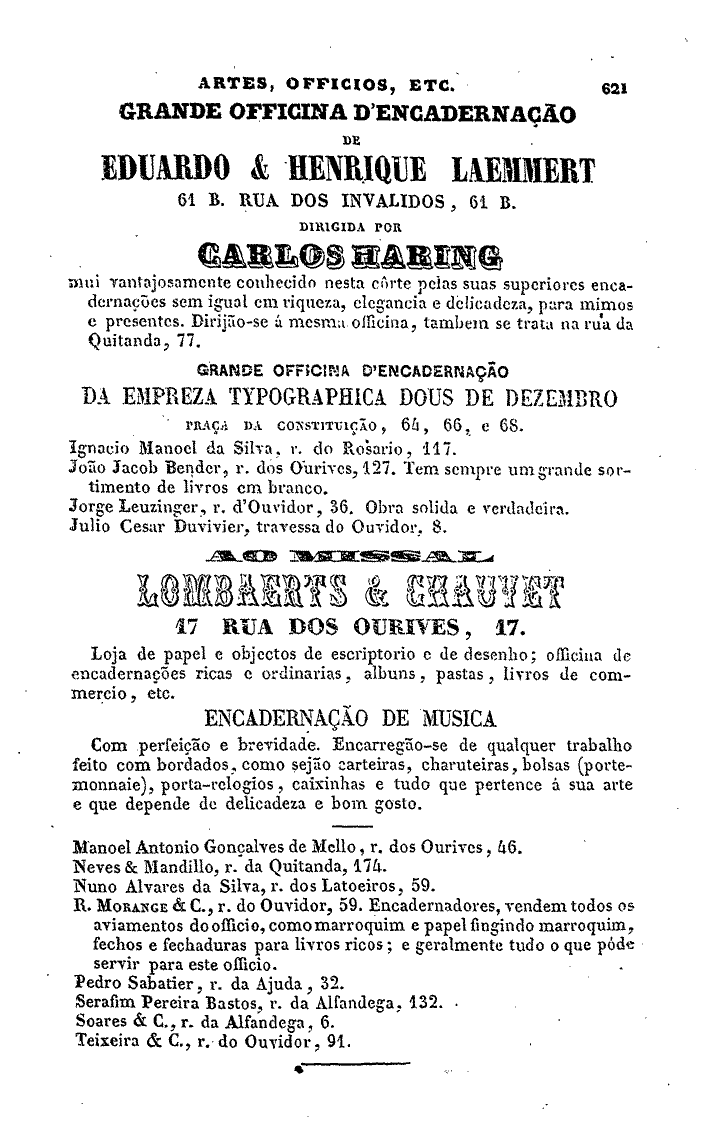 ARTES, OFFICIOS, ETC. 621
GRANDE OFFICINA D'ENCADERNAÇÃO
DE
EDUARDO & HENRIQUE LAEMMERT
61 B. RUA DOS INVALIDOS, 61 B.
DIRIGIDA POR
CARLOS HARING
mui vantajosamente conhecido nesta côrte pelas suas superiores enca-
dernações sem igual em riqueza, elegancia e delicadeza, para mimos
e presentes. Dirijão-se á mesma officina, tambem se trata na rua da
Quitanda, 77.
GRANDE OFFICINA D'ENCADERNAÇÃO
DA EMPREZA TYPOGRAPHICA DOUS DE DEZEMBRO
PRAÇA DA CONSTITUIÇÃO, 64, 66, e 68.
Ignacio Manoel da Silva, r. do Rosario, 117.
João Jacob Bender, r. dos Ourives, 127. Tem sempre um grande sor-
timento de livros em branco.
Jorge Leuzinger, r. d'Ouvidor, 36. Obra solida e verdadeira.
Julio Cesar Duvivier, travessa do Ouvidor, 8.
AO MISSAL
LOMBAERTS & CHAUVET
17 RUA DOS OURIVES, 17.
Loja de papel e objectos de escriptorio e de desenho; officina de
encadernações ricas e ordinarias, albuns, pastas, livros de com-
mercio, etc.
ENCADERNAÇÃO DE MUSICA
Com perfeição e brevidade. Encarregão-se de qualquer trabalho
feito com bordados, como sejão carteiras, charuteiras, bolsas (porte-
monnaie), porta-relogios, caixinhas e tudo que pertence á sua arte
e que depende de delicadeza e bom gosto.
Manoel Antonio Gonçalves de Mello, r. dos Ourives, 46.
Neves & Mandillo, r. da Quitanda, 174.
Nuno Alvares da Silva, r. dos Latoeiros, 59.
R. MORANGE & C., r. do Ouvidor, 59. Encadernadores, vendem todos os
aviamentos do officio, como marroquim e papel fingindo marroquim,
fechos e fechaduras para livros ricos; e geralmente tudo o que póde
servir para este officio.
Pedro Sabatier, r. da Ajuda, 32.
Serafim Pereira Bastos, r. da Alfandega, 132.
Soares & C., r. da Alfandega, 6.
Teixeira & C., r. do Ouvidor, 91.